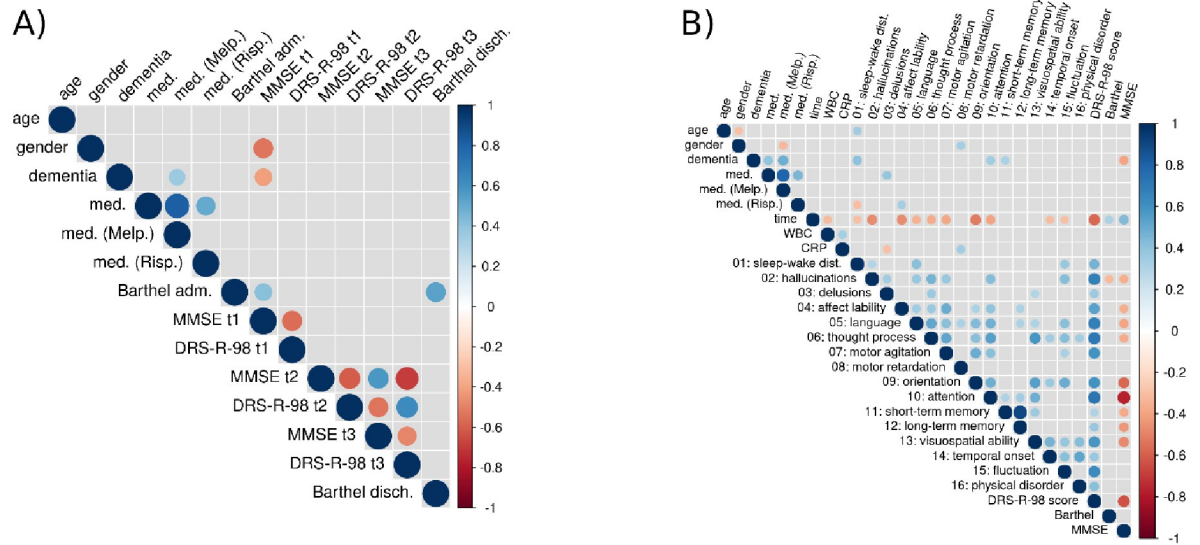 A)
age
gender
dementia
med.
med. (Melp.)
med. (Risp.)
Barthel adm.
MMSE t1
DRS-R-98 t1
MMSE t2
DRS-R-98 t2
MMSE t3
DRS-R-98 t3
Barthel disch.
age
gender
dementia
med.
med. (Melp.)
med. (Risp.)
Barthel adm.
MMSE t1
DRS-R-98 t1
MMSE t2
DRS-R-98 t2
MMSE t3
DRS-R-98 t3
Barthel disch.
1
0.8
0.6
0.4
0.2
0
-0.2
-0.4
-0.6
-0.8
-1
B)
age
gender
dementia
med.
med. (Melp.)
med. (Risp.)
time
WBC
CRP
01: sleep-wake dist.
02: hallucinations
03: delusions
04: affect lability
05: language
06: thought process
07: motor agitation
08: motor retardation
09: orientation
10: attention
11: short-term memory
12: long-term memory
13: visuospatial ability
14: temporal onset
15: fluctuation
16: physical disorder
DRS-R-98 score
Barthel
MMSE
age
gender
dementia
med.
med. (Melp.)
med. (Risp.)
time
WBC
CRP
01: sleep-wake dist.
02: hallucinations
03: delusions
04: affect lability
05: language
06: thought process
07: motor agitation
08: motor retardation
09: orientation
10: attention
11: short-term memory
12: long-term memory
13: visuospatial ability
14: temporal onset
15: fluctuation
16: physical disorder
DRS-R-98 score
Barthel
MMSE
1
0.8
0.6
0.4
0.2
0
-0.2
-0.4
-0.6
-0.8
-1